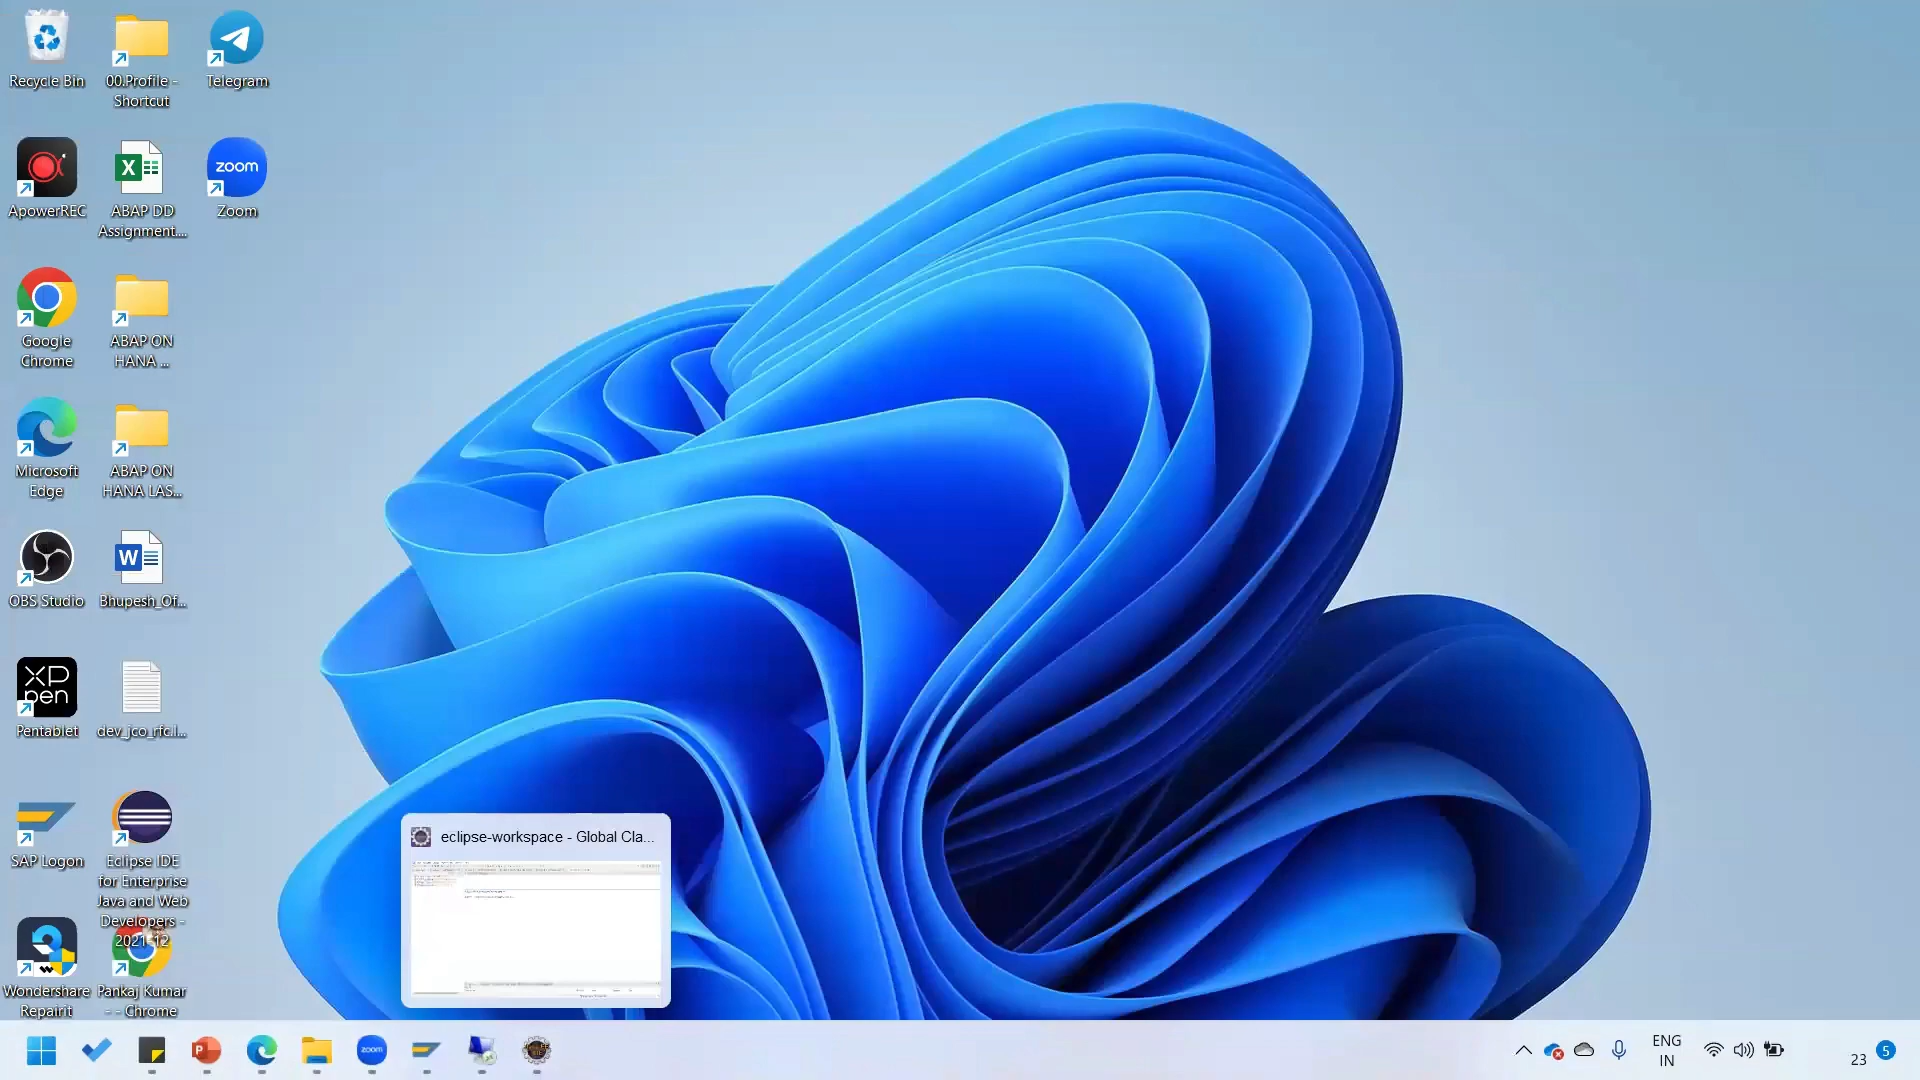 Recycle Bin
00.Profile -
Shortcut
Telegram
ApowerREC
ABAP DD
Assignment....
zoom
Zoom
Google
Chrome
ABAP ON
HANA ...
Microsoft
Edge
ABAP ON
HANA LAS...
OBS Studio
Bhupesh_Of...
XP
pen
Pentablet
dev_jco_rfc.l...
SAP Logon
Eclipse IDE
for Enterprise
Java and Web
Developers -
2021-12
Wondershare
Repairit
Pankaj Kumar
- - Chrome
eclipse-workspace - Global Cla...
zoom
ENG
IN
23
5